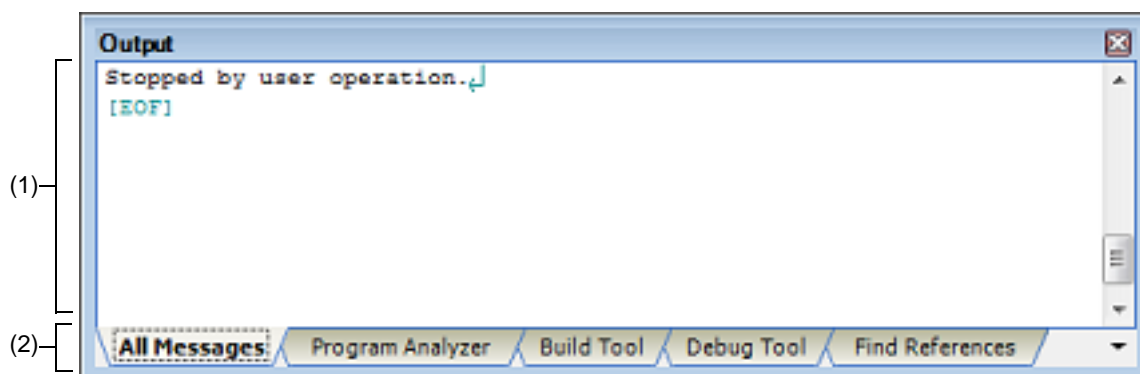 Output
Stopped by user operation.
[EOF]
(1)
(2)
All Messages Program Analyzer Build Tool Debug Tool Find References